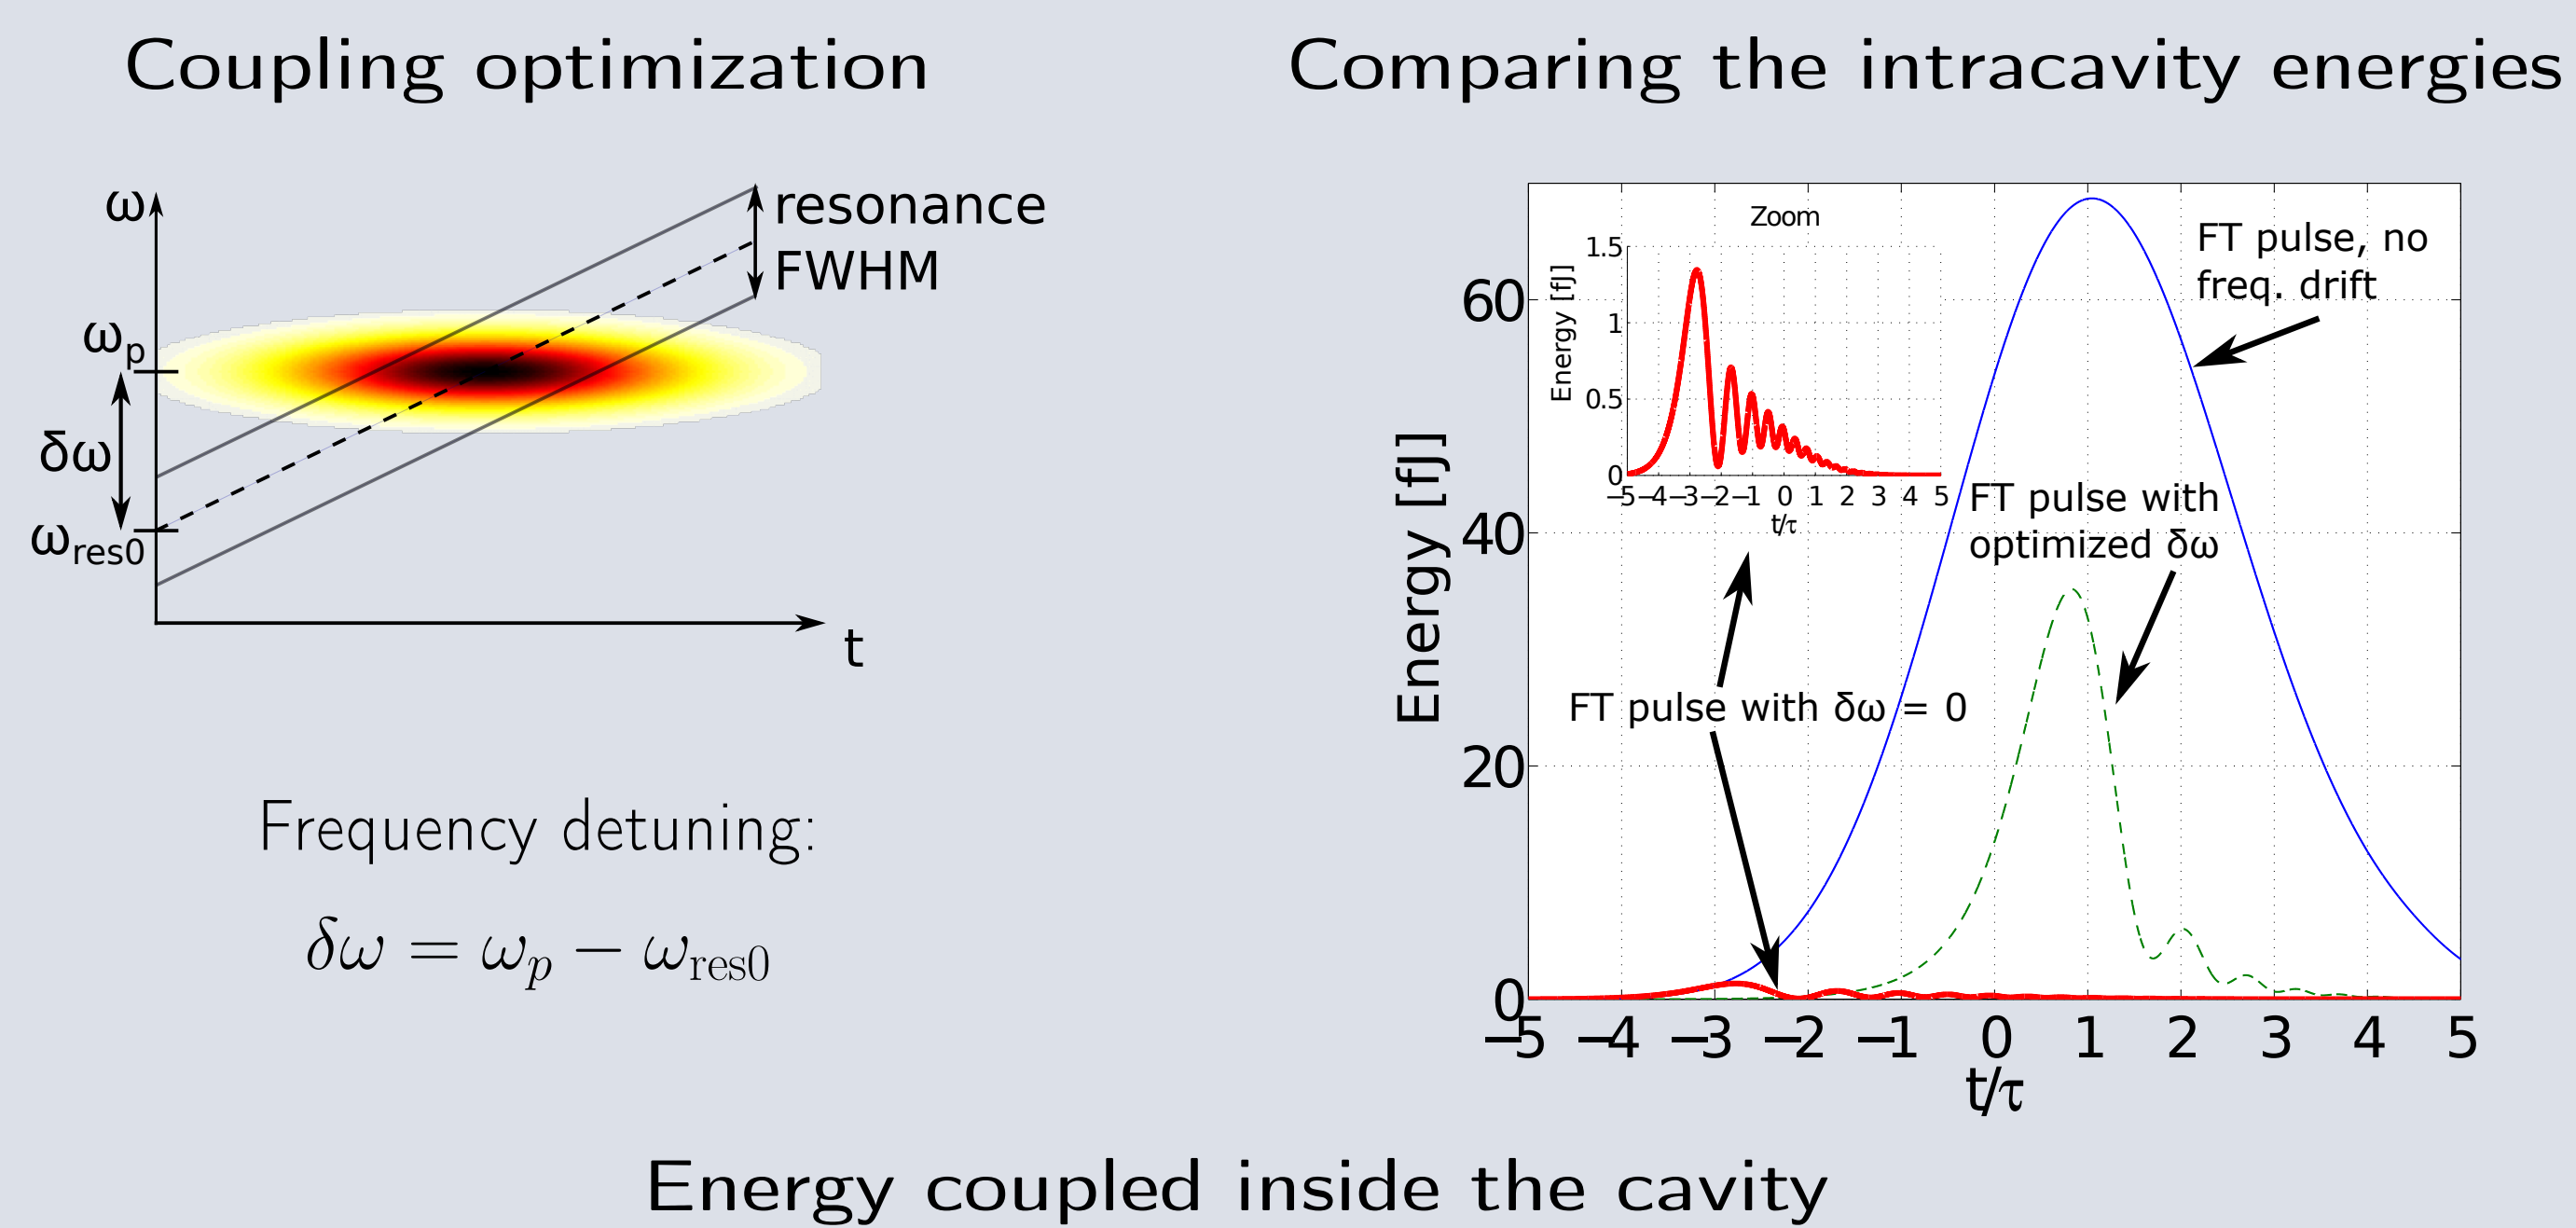 Coupling optimization
ω
resonance
FWHM
ωp
δω
ωres0
t
Frequency detuning:
δω = ωp − ωres0
Comparing the intracavity energies
Energy [fJ]
60
40
20
0
−5 −4 −3 −2 −1 0 1 2 3 4 5
t/τ
Zoom
Energy [fJ]
1.5
1
0.5
0
−5 −4 −3 −2 −1 0 1 2 3 4 5
t/τ
FT pulse, no
freq. drift
FT pulse with
optimized δω
FT pulse with δω = 0
Energy coupled inside the cavity